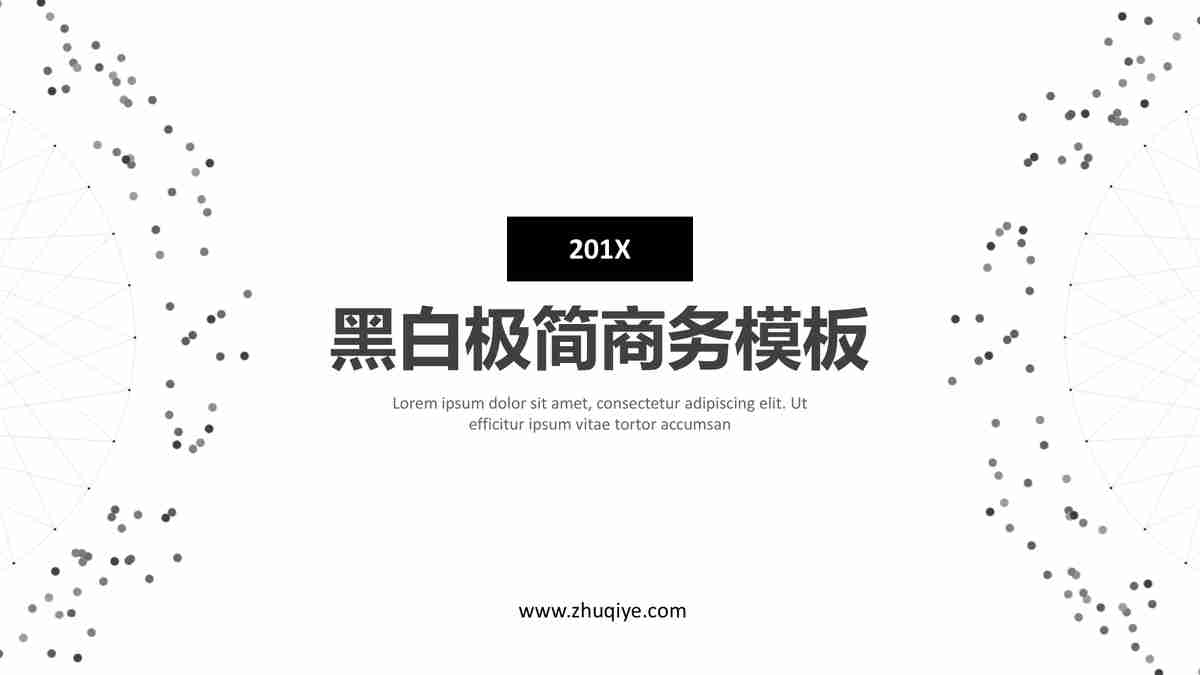 201X
黑白极简商务模板
Lorem ipsum dolor sit amet, consectetur adipiscing elit. Ut
efficitur ipsum vitae tortor accumsan
www.zhuqiye.com